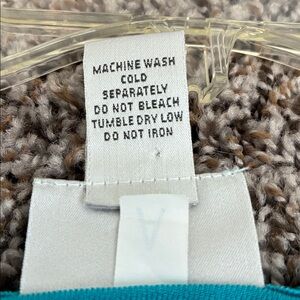 MACHINE WASH
COLD
SEPARATELY
DO NOT BLEACH
TUMBLE DRY LOW
DO NOT IRON